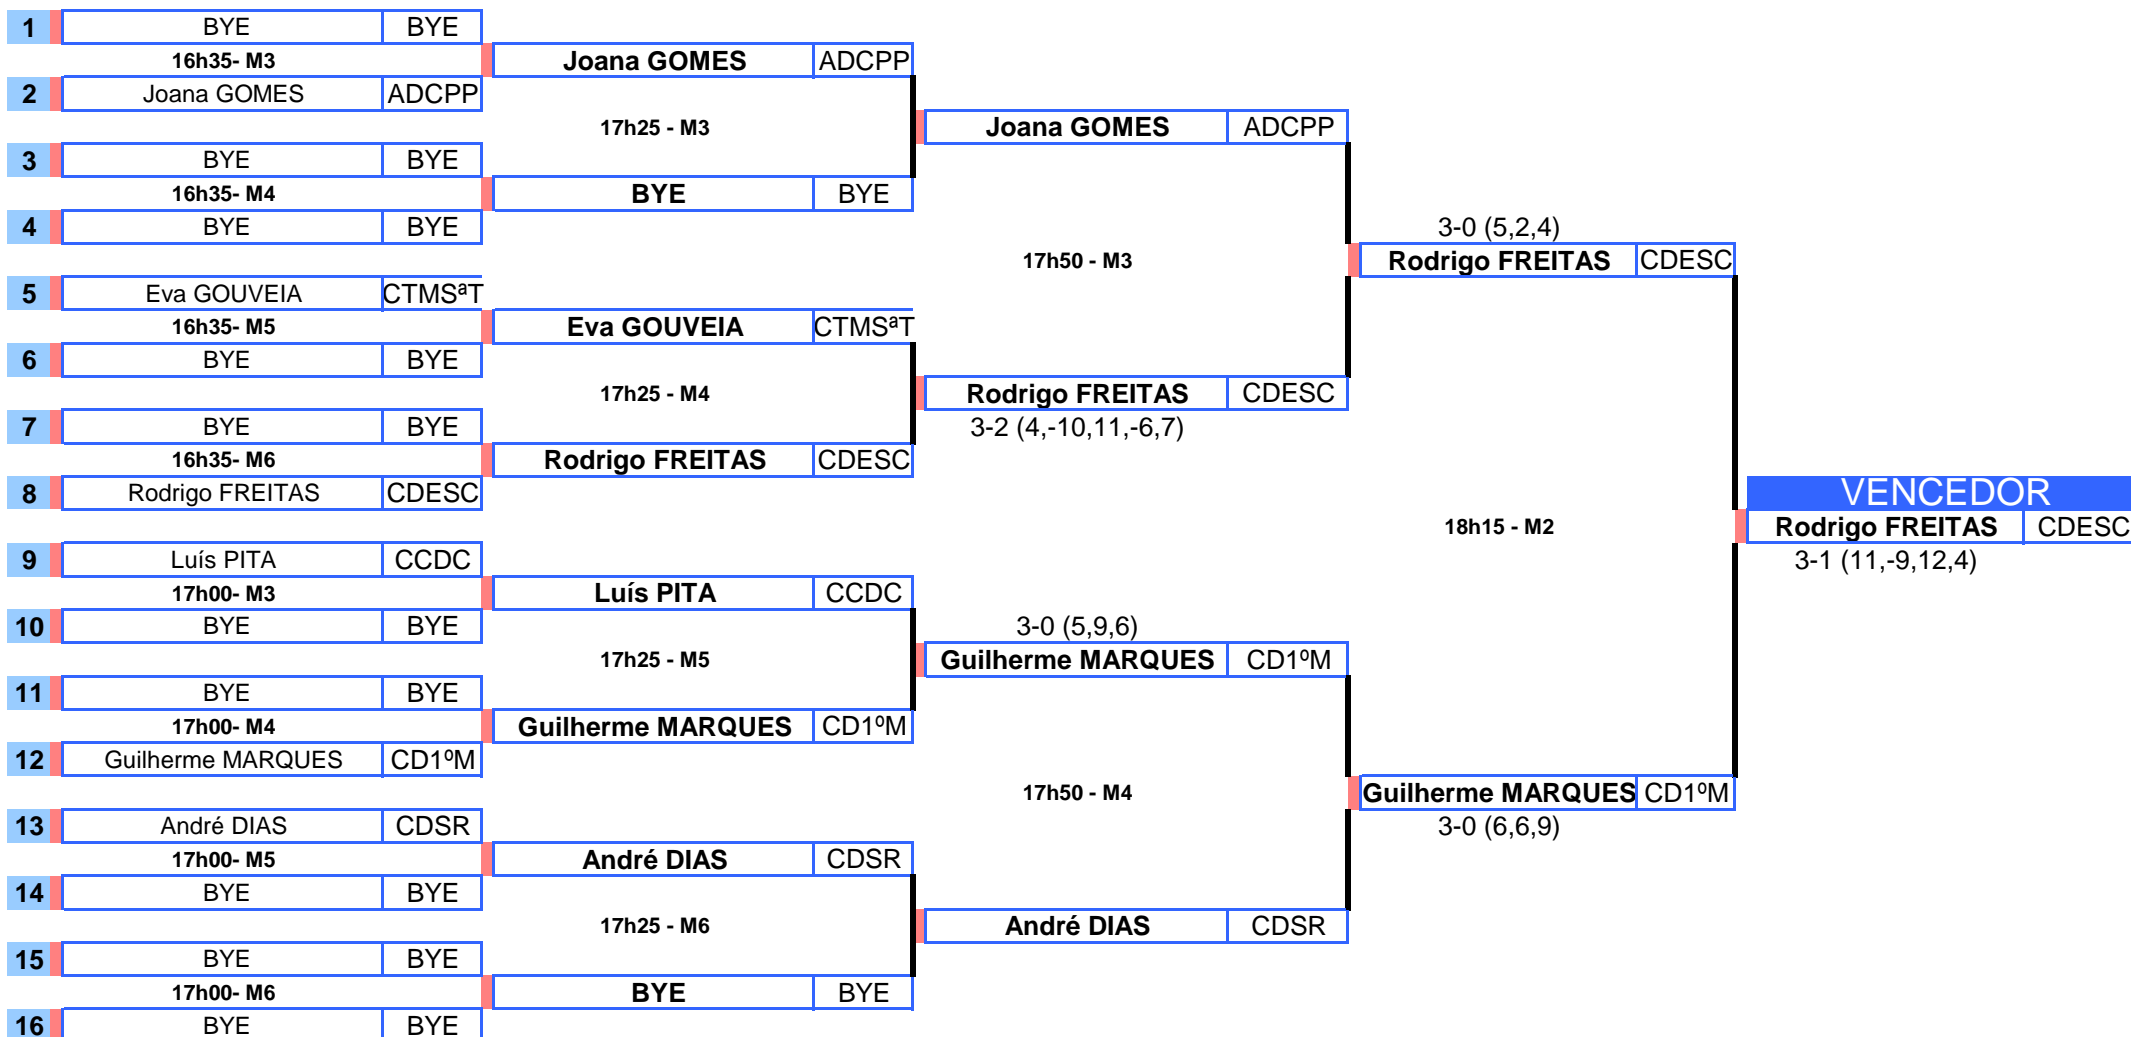 1 BYE BYE
16h35- M3 Joana GOMES ADCPP
2 Joana GOMES ADCPP
17h25 - M3 Joana GOMES ADCPP
3 BYE BYE
16h35- M4 BYE BYE
4 BYE BYE 3-0 (5,2,4)
17h50 - M3 Rodrigo FREITAS CDESC
5 Eva GOUVEIA CTMSªT
16h35- M5 Eva GOUVEIA CTMSªT
6 BYE BYE
17h25 - M4 Rodrigo FREITAS CDESC
7 BYE BYE 3-2 (4,-10,11,-6,7)
16h35- M6 Rodrigo FREITAS CDESC
8 Rodrigo FREITAS CDESC VENCEDOR
18h15 - M2 Rodrigo FREITAS CDESC
9 Luís PITA CCDC 3-1 (11,-9,12,4)
17h00- M3 Luís PITA CCDC
10 BYE BYE 3-0 (5,9,6)
17h25 - M5 Guilherme MARQUES CD1ºM
11 BYE BYE
17h00- M4 Guilherme MARQUES CD1ºM
12 Guilherme MARQUES CD1ºM
17h50 - M4 Guilherme MARQUES CD1ºM
13 André DIAS CDSR 3-0 (6,6,9)
17h00- M5 André DIAS CDSR
14 BYE BYE
17h25 - M6 André DIAS CDSR
15 BYE BYE
17h00- M6 BYE BYE
16 BYE BYE